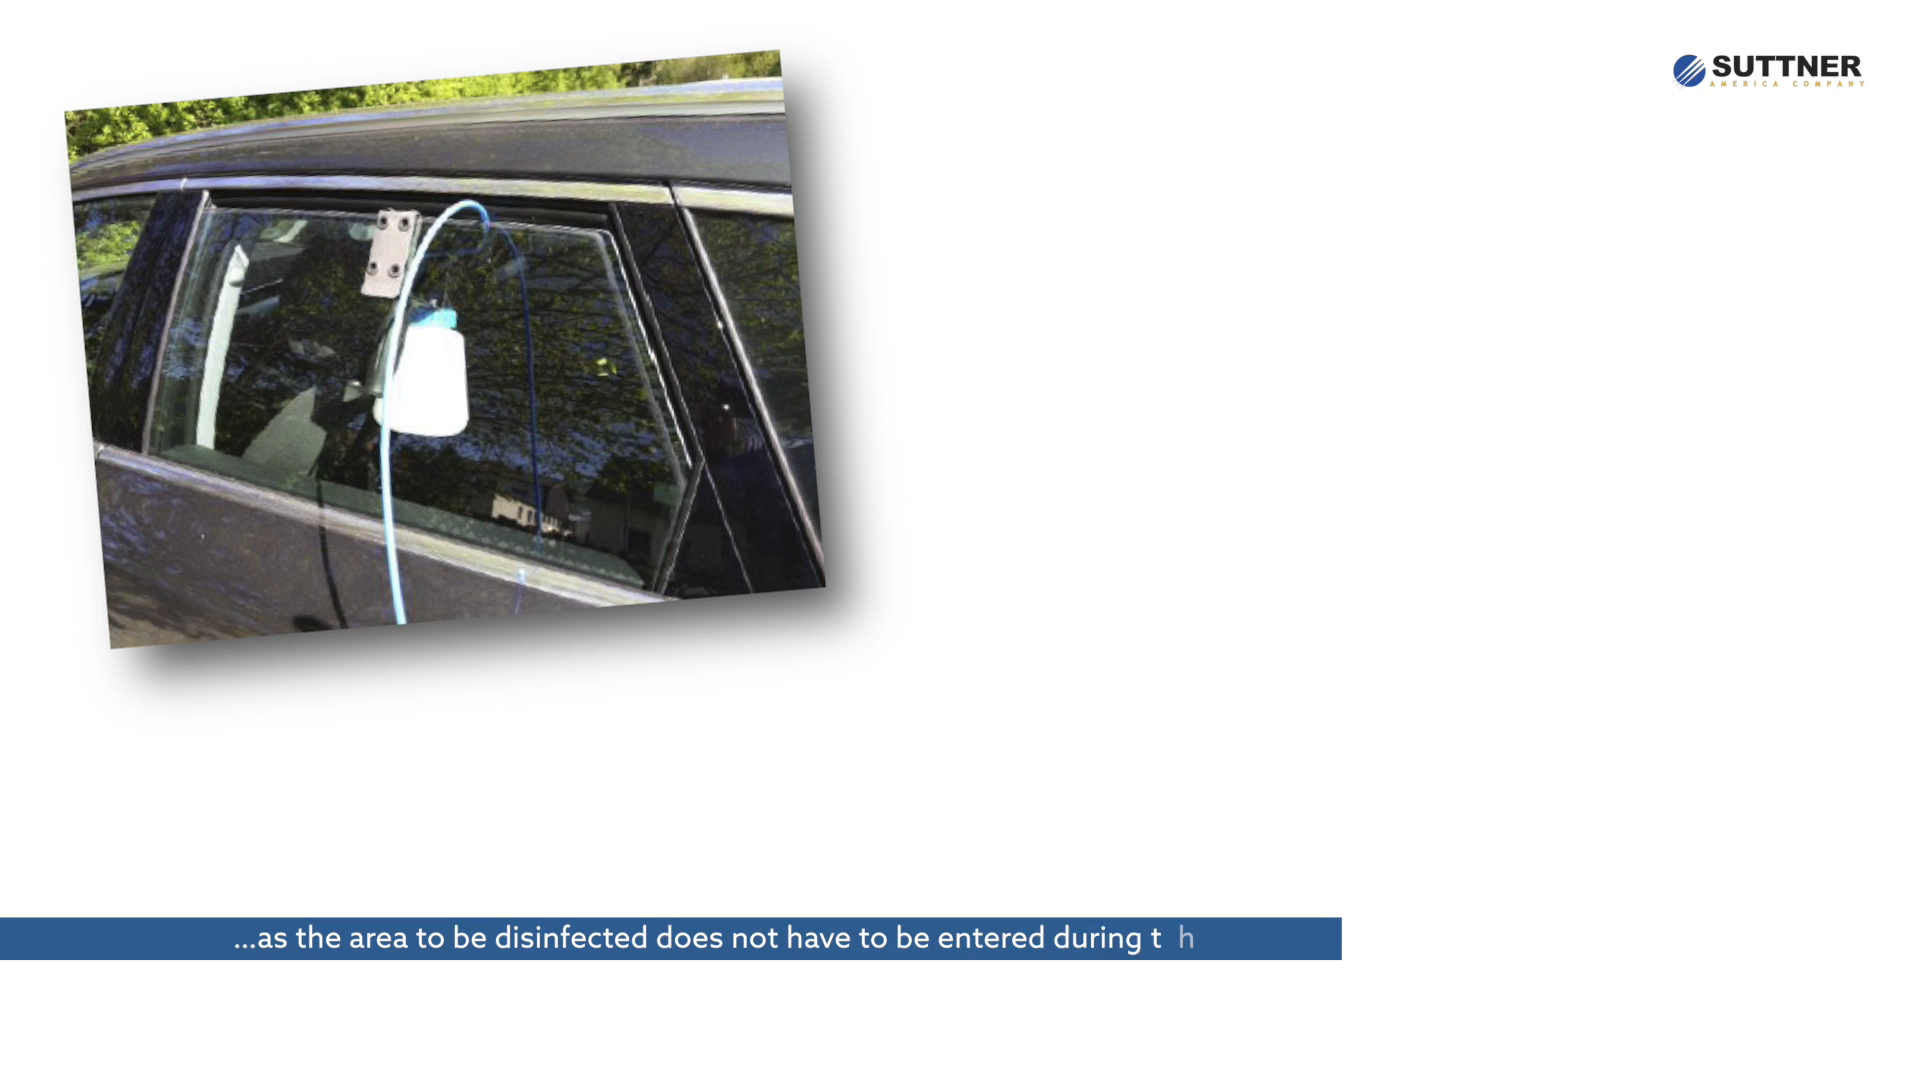 SUTTNER
AMERICA COMPANY
...as the area to be disinfected does not have to be entered during t h